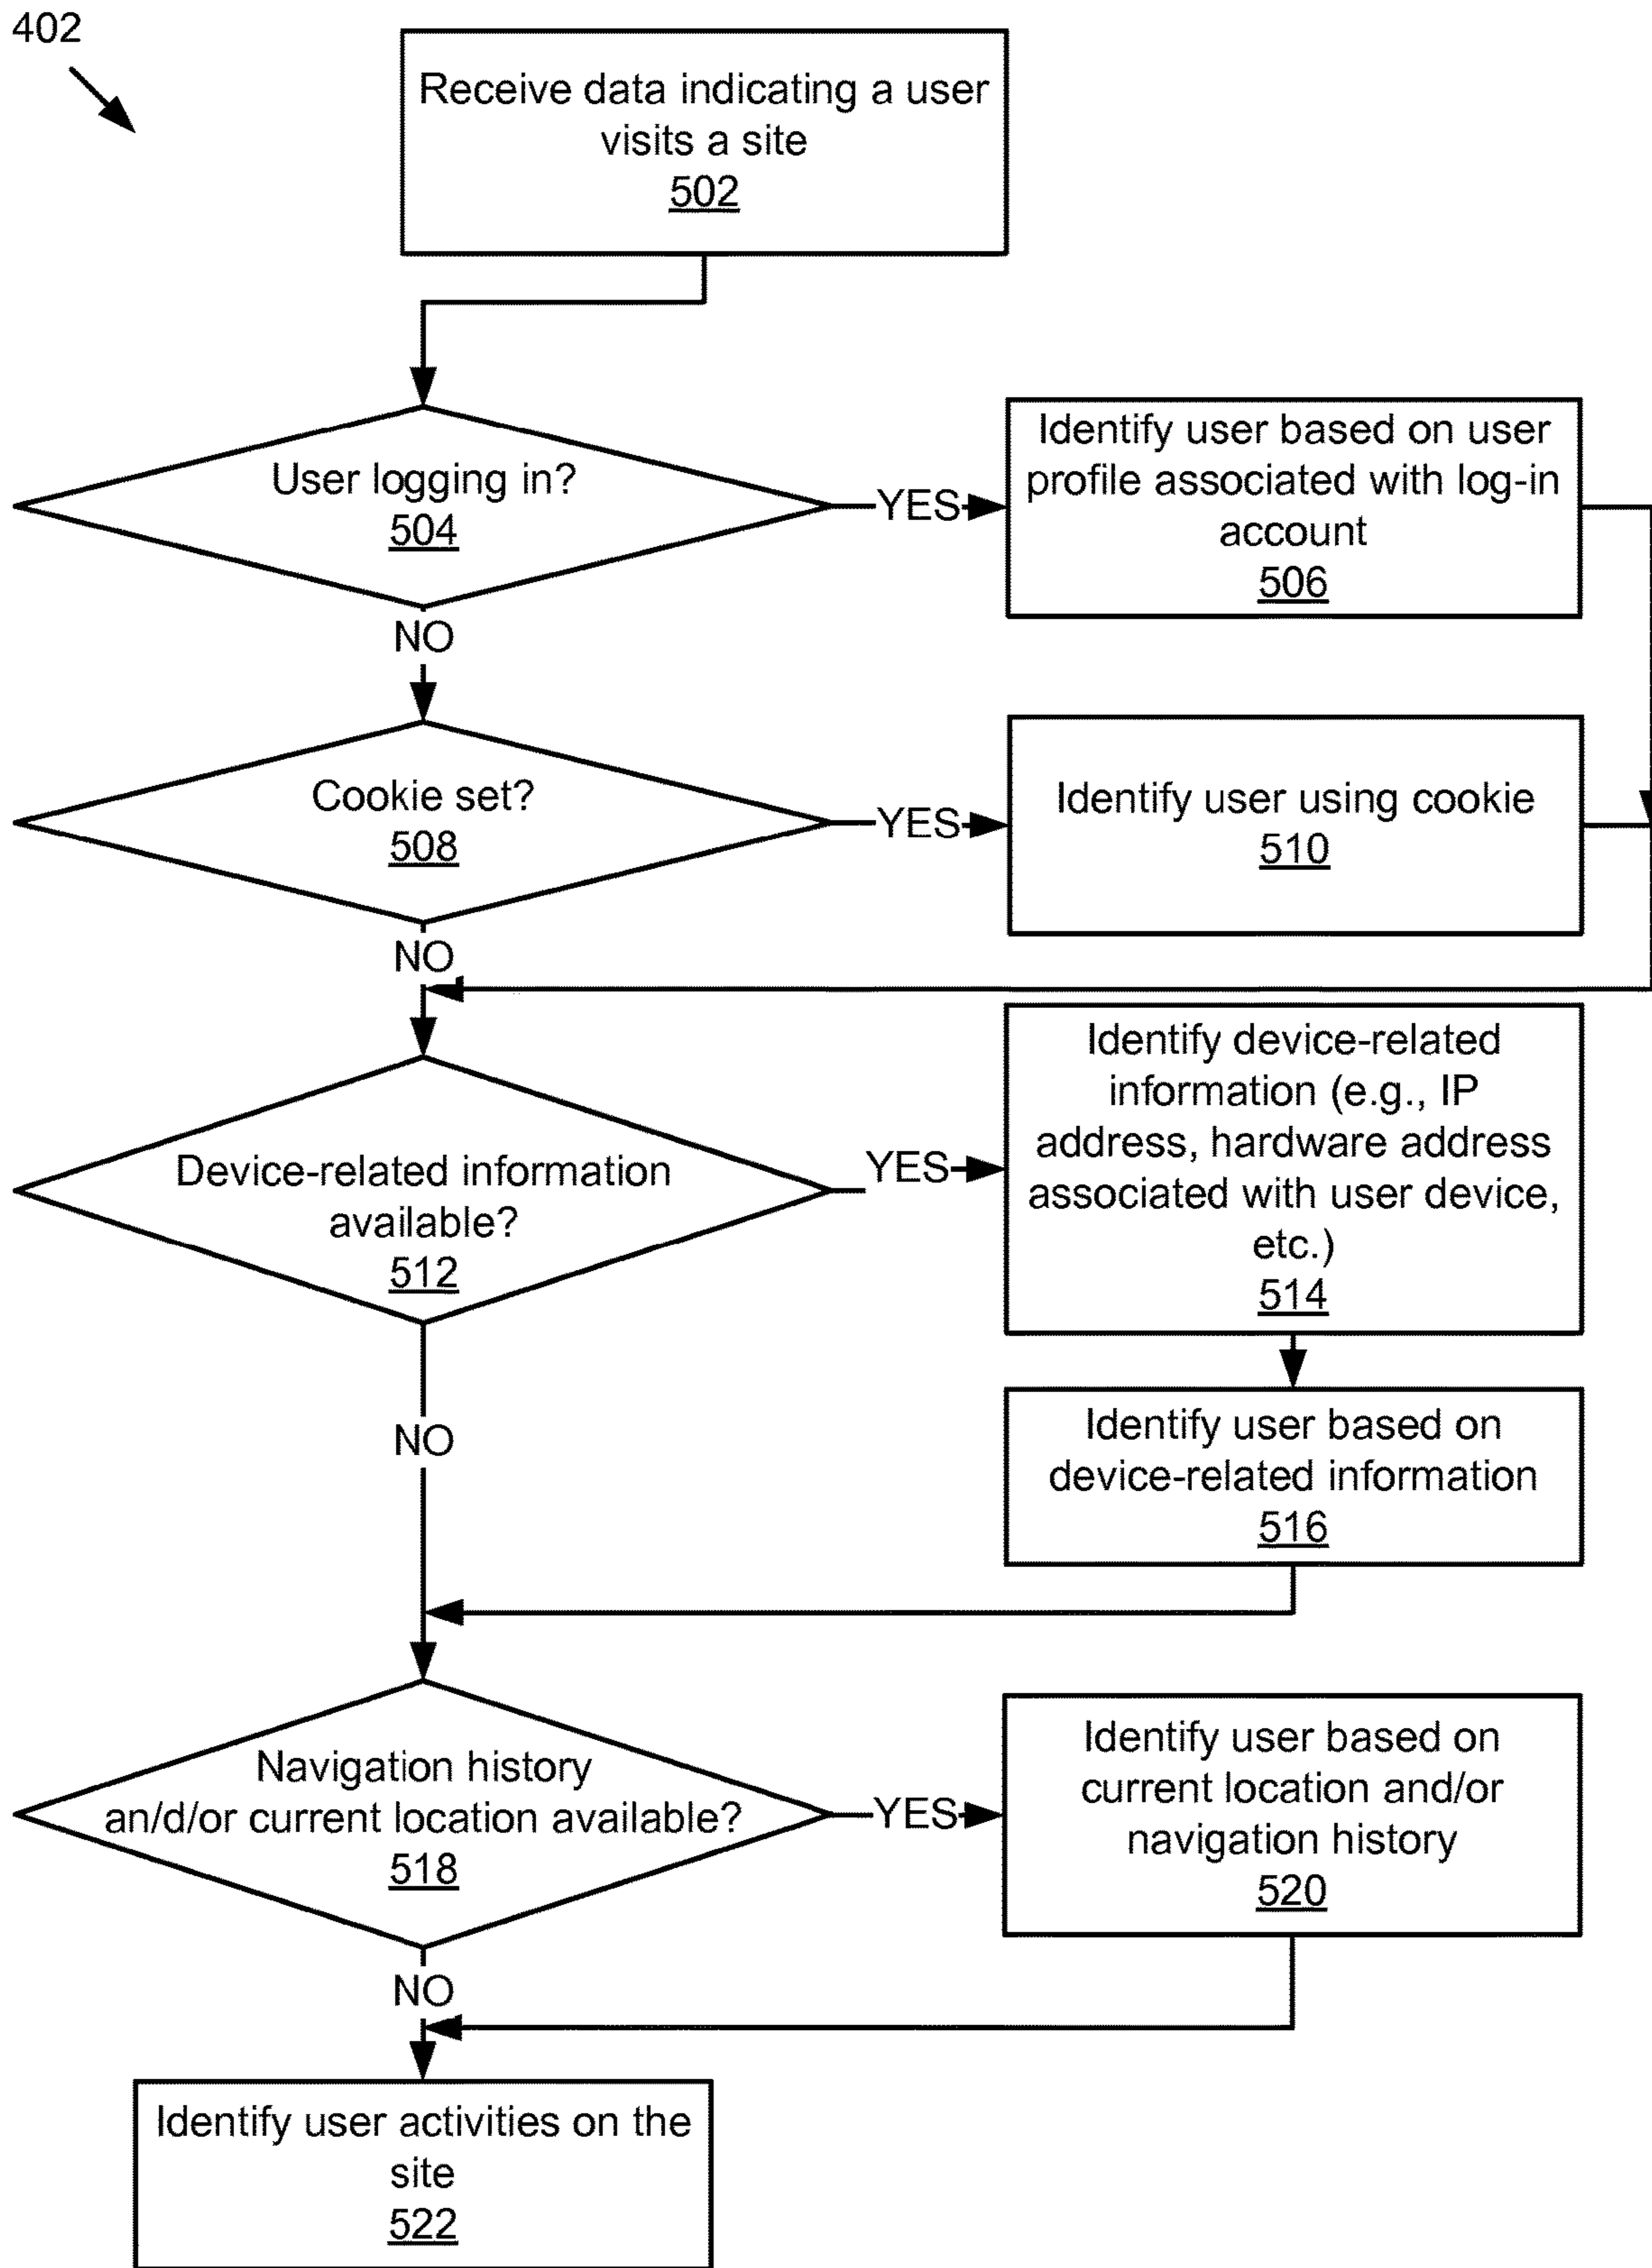 402
Receive data indicating a user
visits a site
502
User logging in?
504
YES
Identify user based on user
profile associated with log-in
account
506
NO
Cookie set?
508
YES
Identify user using cookie
510
NO
Device-related information
available?
512
YES
Identify device-related
information (e.g., IP
address, hardware address
associated with user device,
etc.)
514
NO
Identify user based on
device-related information
516
Navigation history
an/d/or current location available?
518
YES
Identify user based on
current location and/or
navigation history
520
NO
Identify user activities on the
site
522